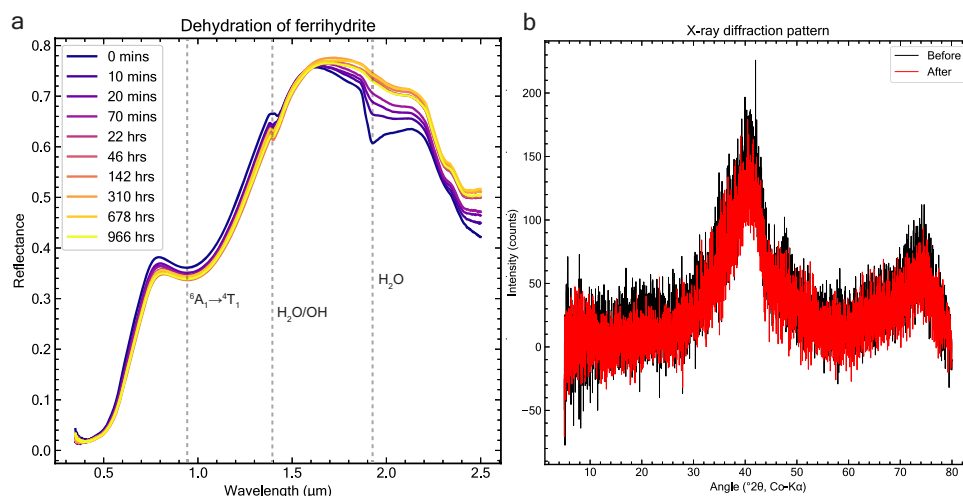 a
Dehydration of ferrihydrite
0.8
0.7
0.6
0.5
0.4
0.3
0.2
0.1
0.0
Reflectance
0 mins
10 mins
20 mins
70 mins
22 hrs
46 hrs
142 hrs
310 hrs
678 hrs
966 hrs
⁶A₁→⁴T₁
H₂O/OH
H₂O
0.5 1.0 1.5 2.0 2.5
Wavelength (μm)
b
X-ray diffraction pattern
Before
After
200
150
100
50
0
−50
Intensity (counts)
10 20 30 40 50 60 70 80
Angle (°2θ, Co-Kα)